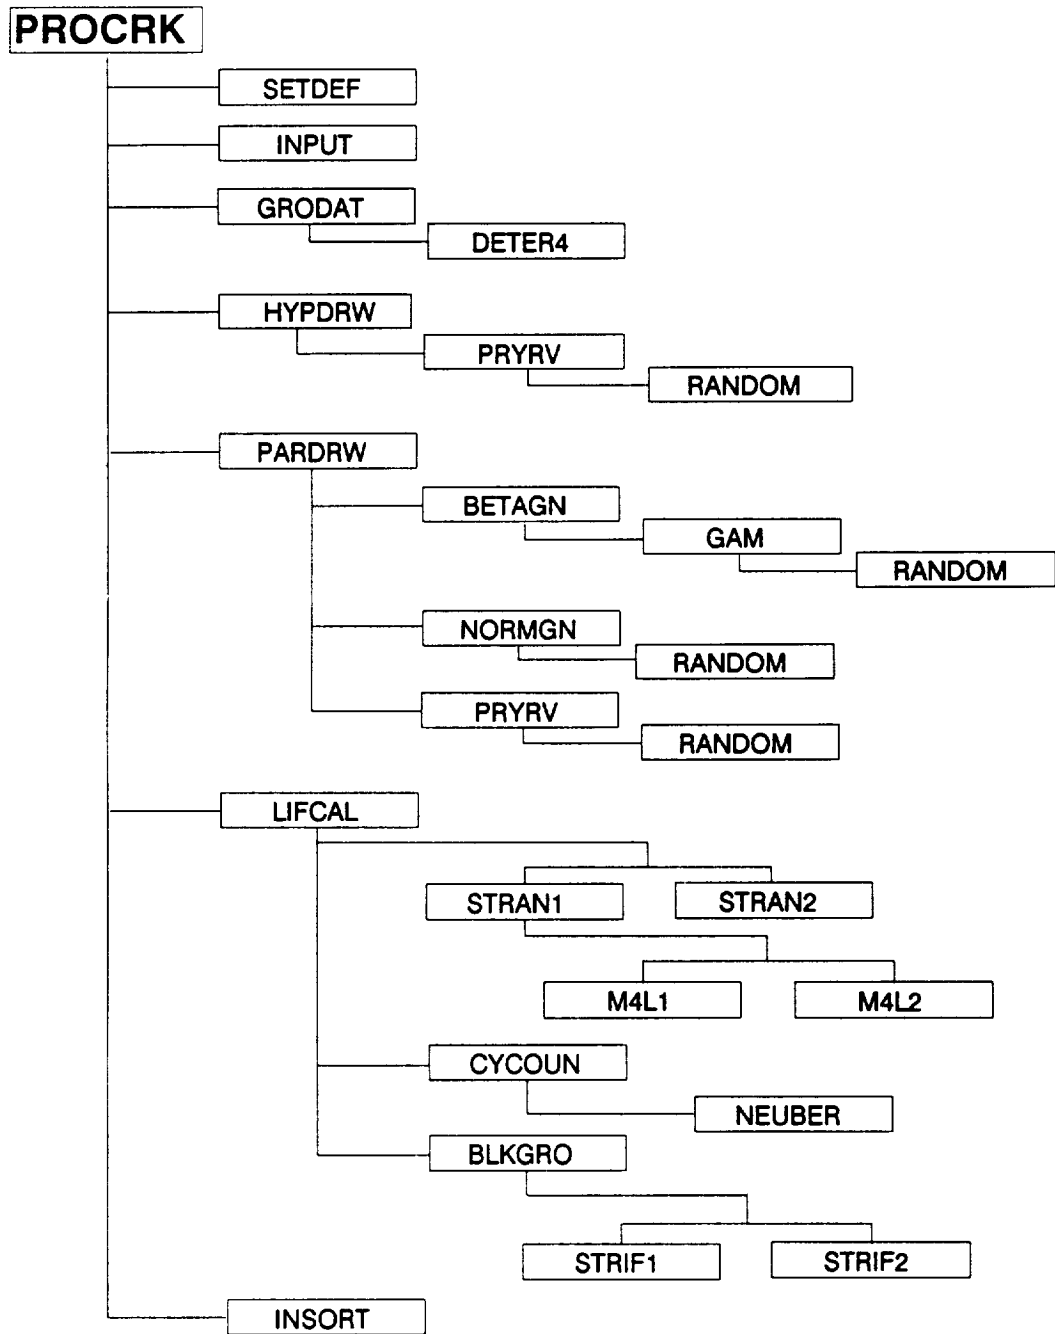 PROCRK
SETDEF
INPUT
GRODAT
DETER4
HYPDRW
PRYRV
RANDOM
PARDRW
BETAGN
GAM
RANDOM
NORMGN
RANDOM
PRYRV
RANDOM
LIFCAL
STRAN1
STRAN2
M4L1
M4L2
CYCOUN
NEUBER
BLKGRO
STRIF1
STRIF2
INSORT